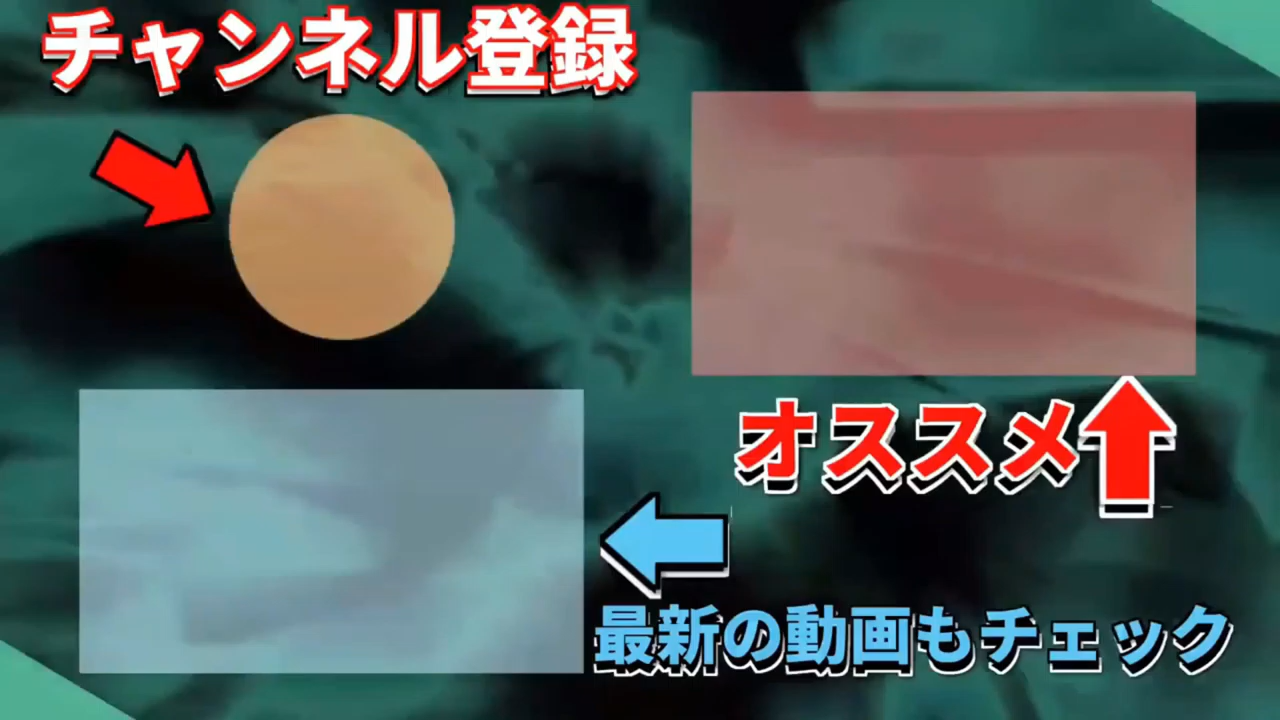 チャンネル登録
オススメ
最新の動画もチェック